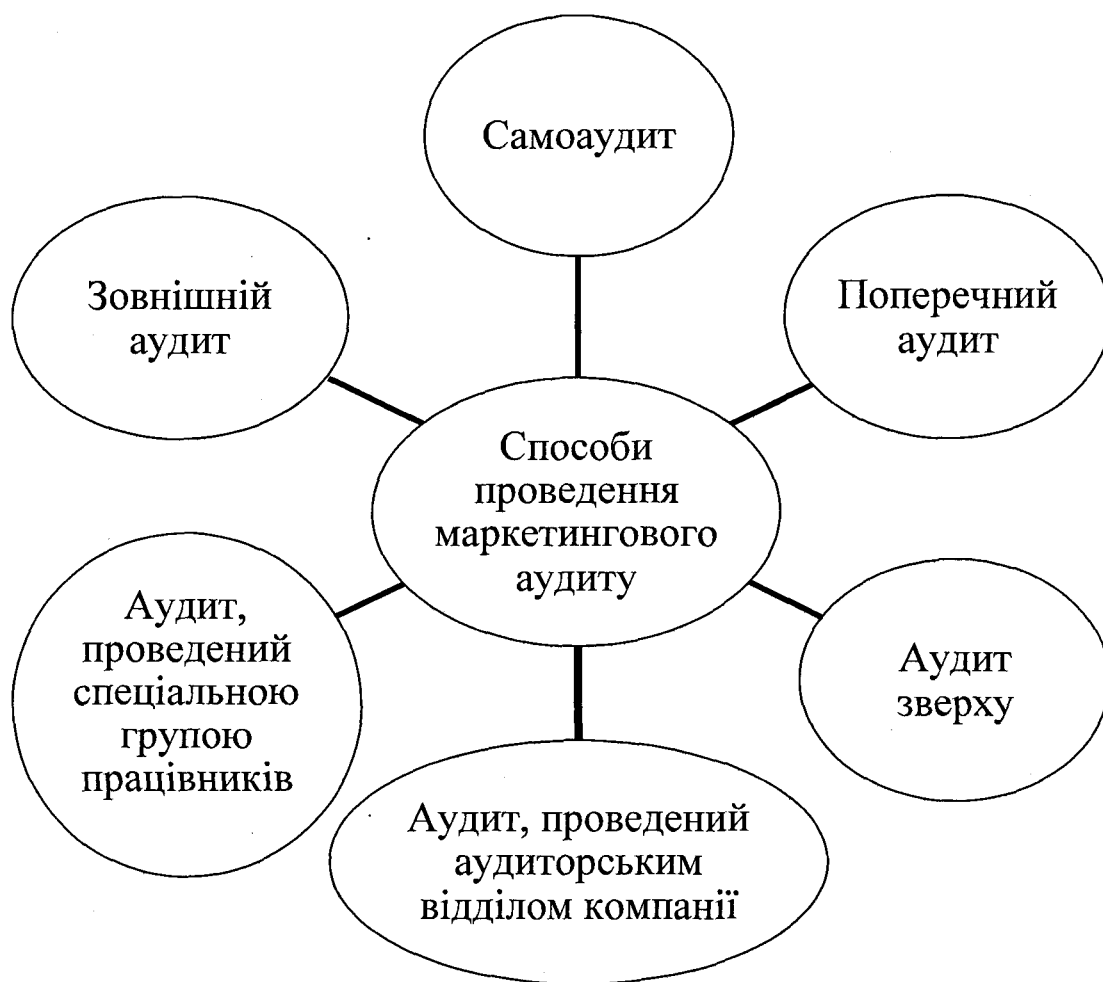 Самоаудит
Зовнішній
аудит
Поперечний
аудит
Способи
проведення
маркетингового
аудиту
Аудит,
проведений
спеціальною
групою
працівників
Аудит
зверху
Аудит, проведений
аудиторським
відділом компанії